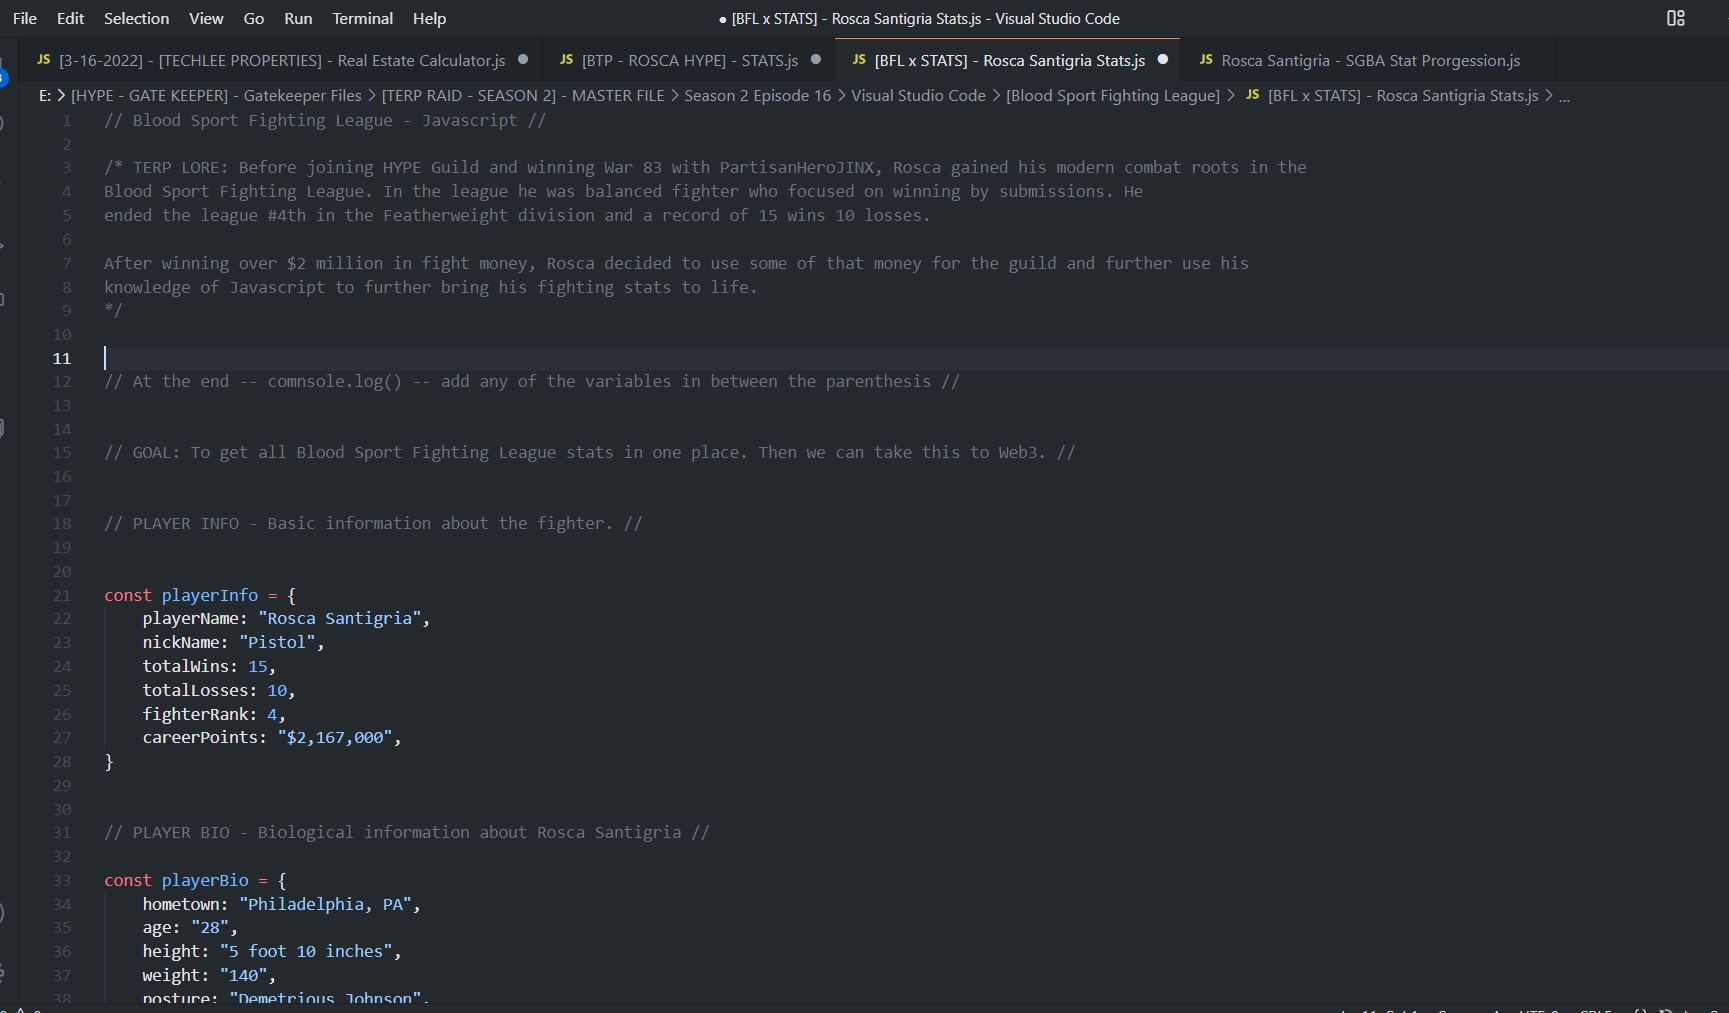 File Edit Selection View Go Run Terminal Help ● [BFL x STATS] - Rosca Santigria Stats.js - Visual Studio Code
JS [3-16-2022] - [TECHLEE PROPERTIES] - Real Estate Calculator.js ● JS [BTP - ROSCA HYPE] - STATS.js ● JS [BFL x STATS] - Rosca Santigria Stats.js ● JS Rosca Santigria - SGBA Stat Prorgession.js
E: > [HYPE - GATE KEEPER] - Gatekeeper Files > [TERP RAID - SEASON 2] - MASTER FILE > Season 2 Episode 16 > Visual Studio Code > [Blood Sport Fighting League] > JS [BFL x STATS] - Rosca Santigria Stats.js > ...
1 // Blood Sport Fighting League - Javascript //
2
3 /* TERP LORE: Before joining HYPE Guild and winning War 83 with PartisanHeroJINX, Rosca gained his modern combat roots in the
4 Blood Sport Fighting League. In the league he was balanced fighter who focused on winning by submissions. He
5 ended the league #4th in the Featherweight division and a record of 15 wins 10 losses.
6
7 After winning over $2 million in fight money, Rosca decided to use some of that money for the guild and further use his
8 knowledge of Javascript to further bring his fighting stats to life.
9 */
10
11
12 // At the end -- comnsole.log() -- add any of the variables in between the parenthesis //
13
14
15 // GOAL: To get all Blood Sport Fighting League stats in one place. Then we can take this to Web3. //
16
17
18 // PLAYER INFO - Basic information about the fighter. //
19
20
21 const playerInfo = {
22 playerName: "Rosca Santigria",
23 nickName: "Pistol",
24 totalWins: 15,
25 totalLosses: 10,
26 fighterRank: 4,
27 careerPoints: "$2,167,000",
28 }
29
30
31 // PLAYER BIO - Biological information about Rosca Santigria //
32
33 const playerBio = {
34 hometown: "Philadelphia, PA",
35 age: "28",
36 height: "5 foot 10 inches",
37 weight: "140",
38 posture: "Demetrious Johnson",